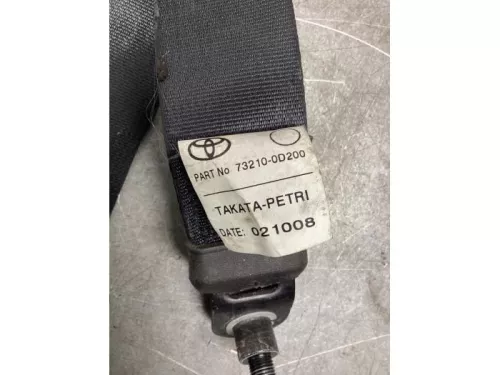 PART No 73210-0D200
TAKATA-PETRI
DATE: 021008